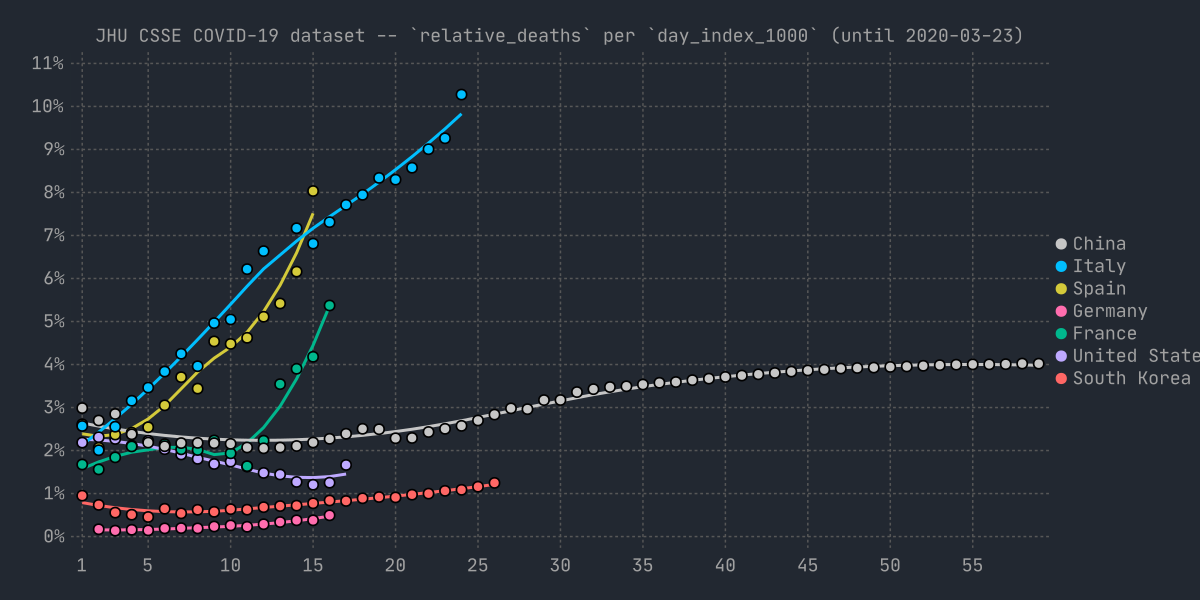 JHU CSSE COVID-19 dataset -- `relative_deaths` per `day_index_1000` (until 2020-03-23)
11%
10%
9%
8%
7%
6%
5%
4%
3%
2%
1%
0%
1 5 10 15 20 25 30 35 40 45 50 55
China
Italy
Spain
Germany
France
United State
South Korea